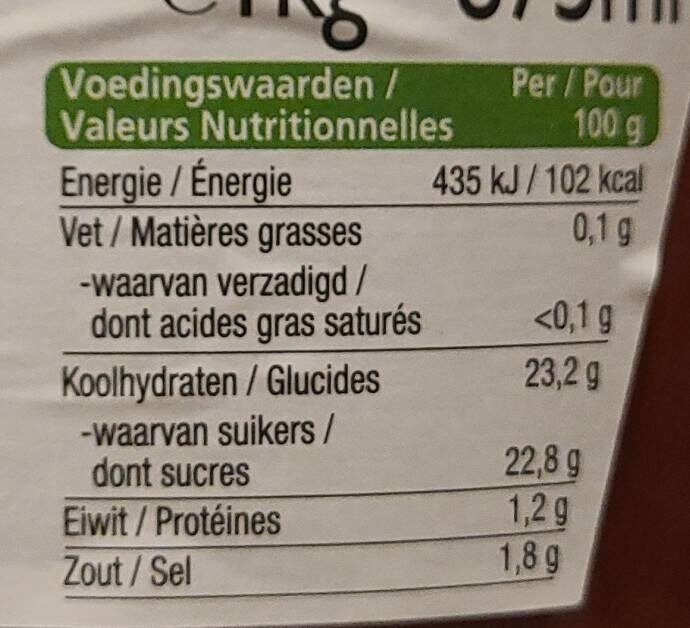 Voedingswaarden / Per / Pour
Valeurs Nutritionnelles 100 g
Energie / Énergie 435 kJ / 102 kcal
Vet / Matières grasses 0,1 g
-waarvan verzadigd /
dont acides gras saturés <0,1 g
Koolhydraten / Glucides 23,2 g
-waarvan suikers /
dont sucres 22,8 g
Eiwit / Protéines 1,2 g
Zout / Sel 1,8 g